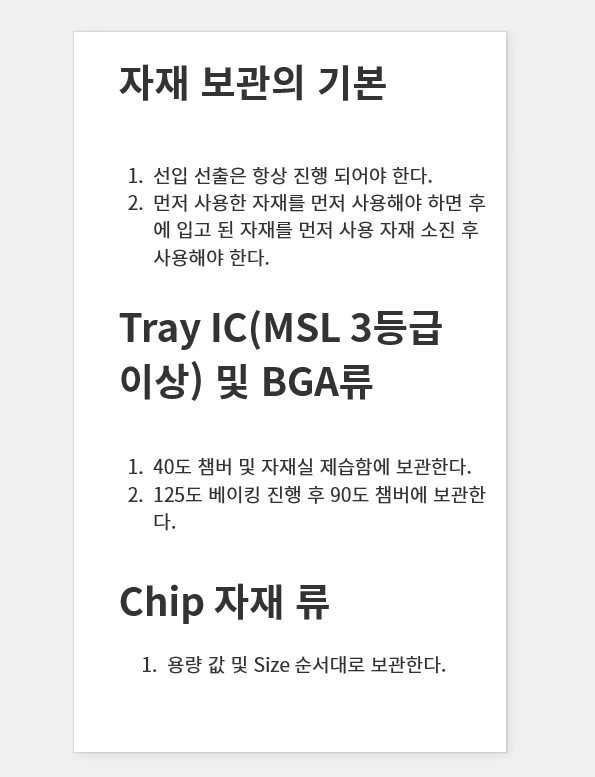 자재 보관의 기본
1. 선입 선출은 항상 진행 되어야 한다.
2. 먼저 사용한 자재를 먼저 사용해야 하면 후
에 입고 된 자재를 먼저 사용 자재 소진 후
사용해야 한다.
Tray IC(MSL 3등급
이상) 및 BGA류
1. 40도 챔버 및 자재실 제습함에 보관한다.
2. 125도 베이킹 진행 후 90도 챔버에 보관한
다.
Chip 자재 류
1. 용량 값 및 Size 순서대로 보관한다.